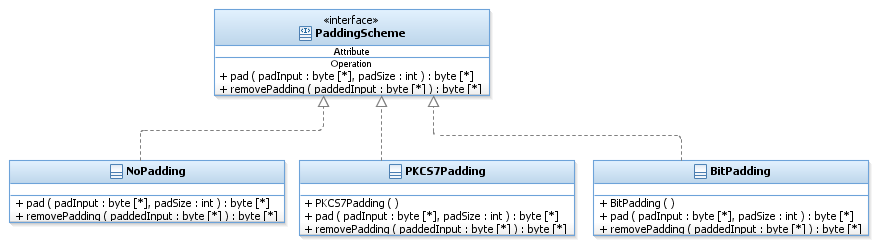 «interface»
PaddingScheme
Attribute
Operation
+ pad ( padInput : byte [*], padSize : int ) : byte [*]
+ removePadding ( paddedInput : byte [*] ) : byte [*]
NoPadding
+ pad ( padInput : byte [*], padSize : int ) : byte [*]
+ removePadding ( paddedInput : byte [*] ) : byte [*]
PKCS7Padding
+ PKCS7Padding ( )
+ pad ( padInput : byte [*], padSize : int ) : byte [*]
+ removePadding ( paddedInput : byte [*] ) : byte [*]
BitPadding
+ BitPadding ( )
+ pad ( padInput : byte [*], padSize : int ) : byte [*]
+ removePadding ( paddedInput : byte [*] ) : byte [*]